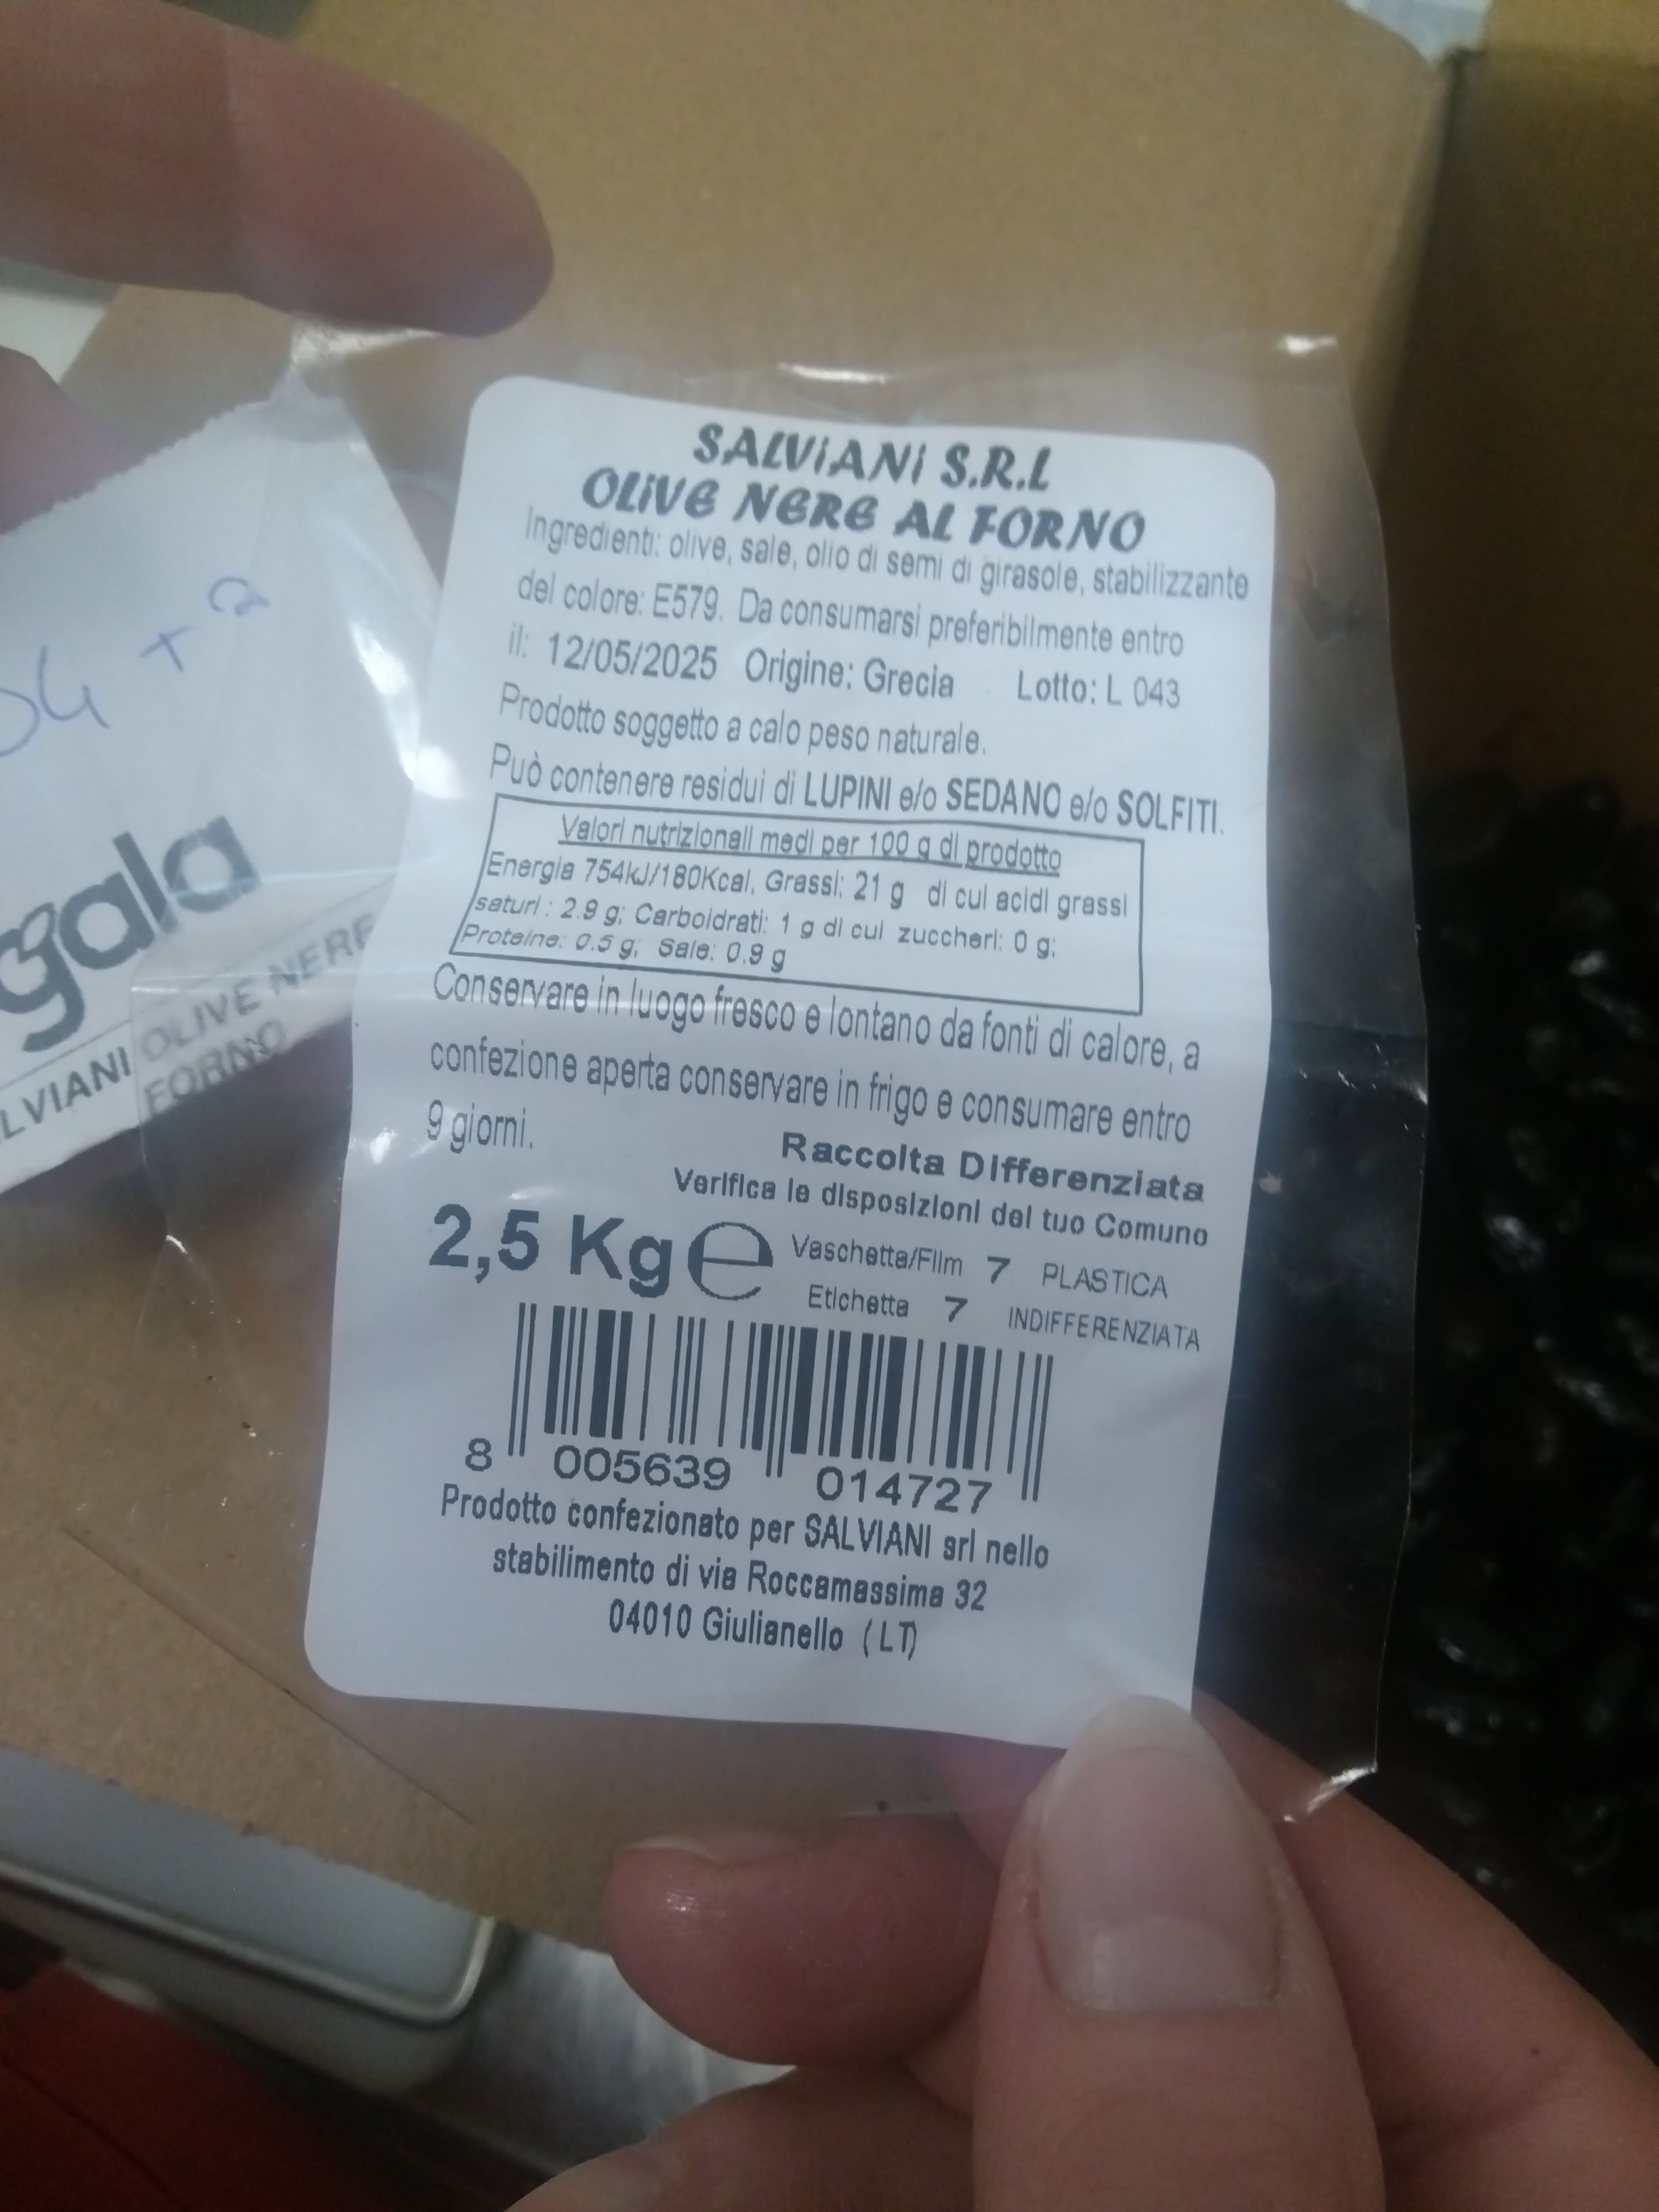 SALViANi S.R.L
OLiVE NERE AL FORNO
Ingredienti: olive, sale, olio di semi di girasole, stabilizzante
del colore: E579. Da consumarsi preferibilmente entro
il: 12/05/2025 Origine: Grecia Lotto: L 043
Prodotto soggetto a calo peso naturale.
Può contenere residui di LUPINI e/o SEDANO e/o SOLFITI.
Valori nutrizionali medi per 100 g di prodotto
Energia 754kJ/180Kcal, Grassi: 21 g di cui acidi grassi
saturi : 2.9 g; Carboidrati: 1 g di cui zuccheri: 0 g;
Proteine: 0.5 g; Sale: 0.9 g
Conservare in luogo fresco e lontano da fonti di calore, a
confezione aperta conservare in frigo e consumare entro
9 giorni.
Raccolta Differenziata
Verifica le disposizioni del tuo Comune
2,5 Kg e
Vaschetta/Film 7 PLASTICA
Etichetta 7 INDIFFERENZIATA
8 005639 014727
Prodotto confezionato per SALVIANI srl nello
stabilimento di via Roccamassima 32
04010 Giulianello (LT)
04 + 2
gala
LVIANI OLIVE NERE
FORNO